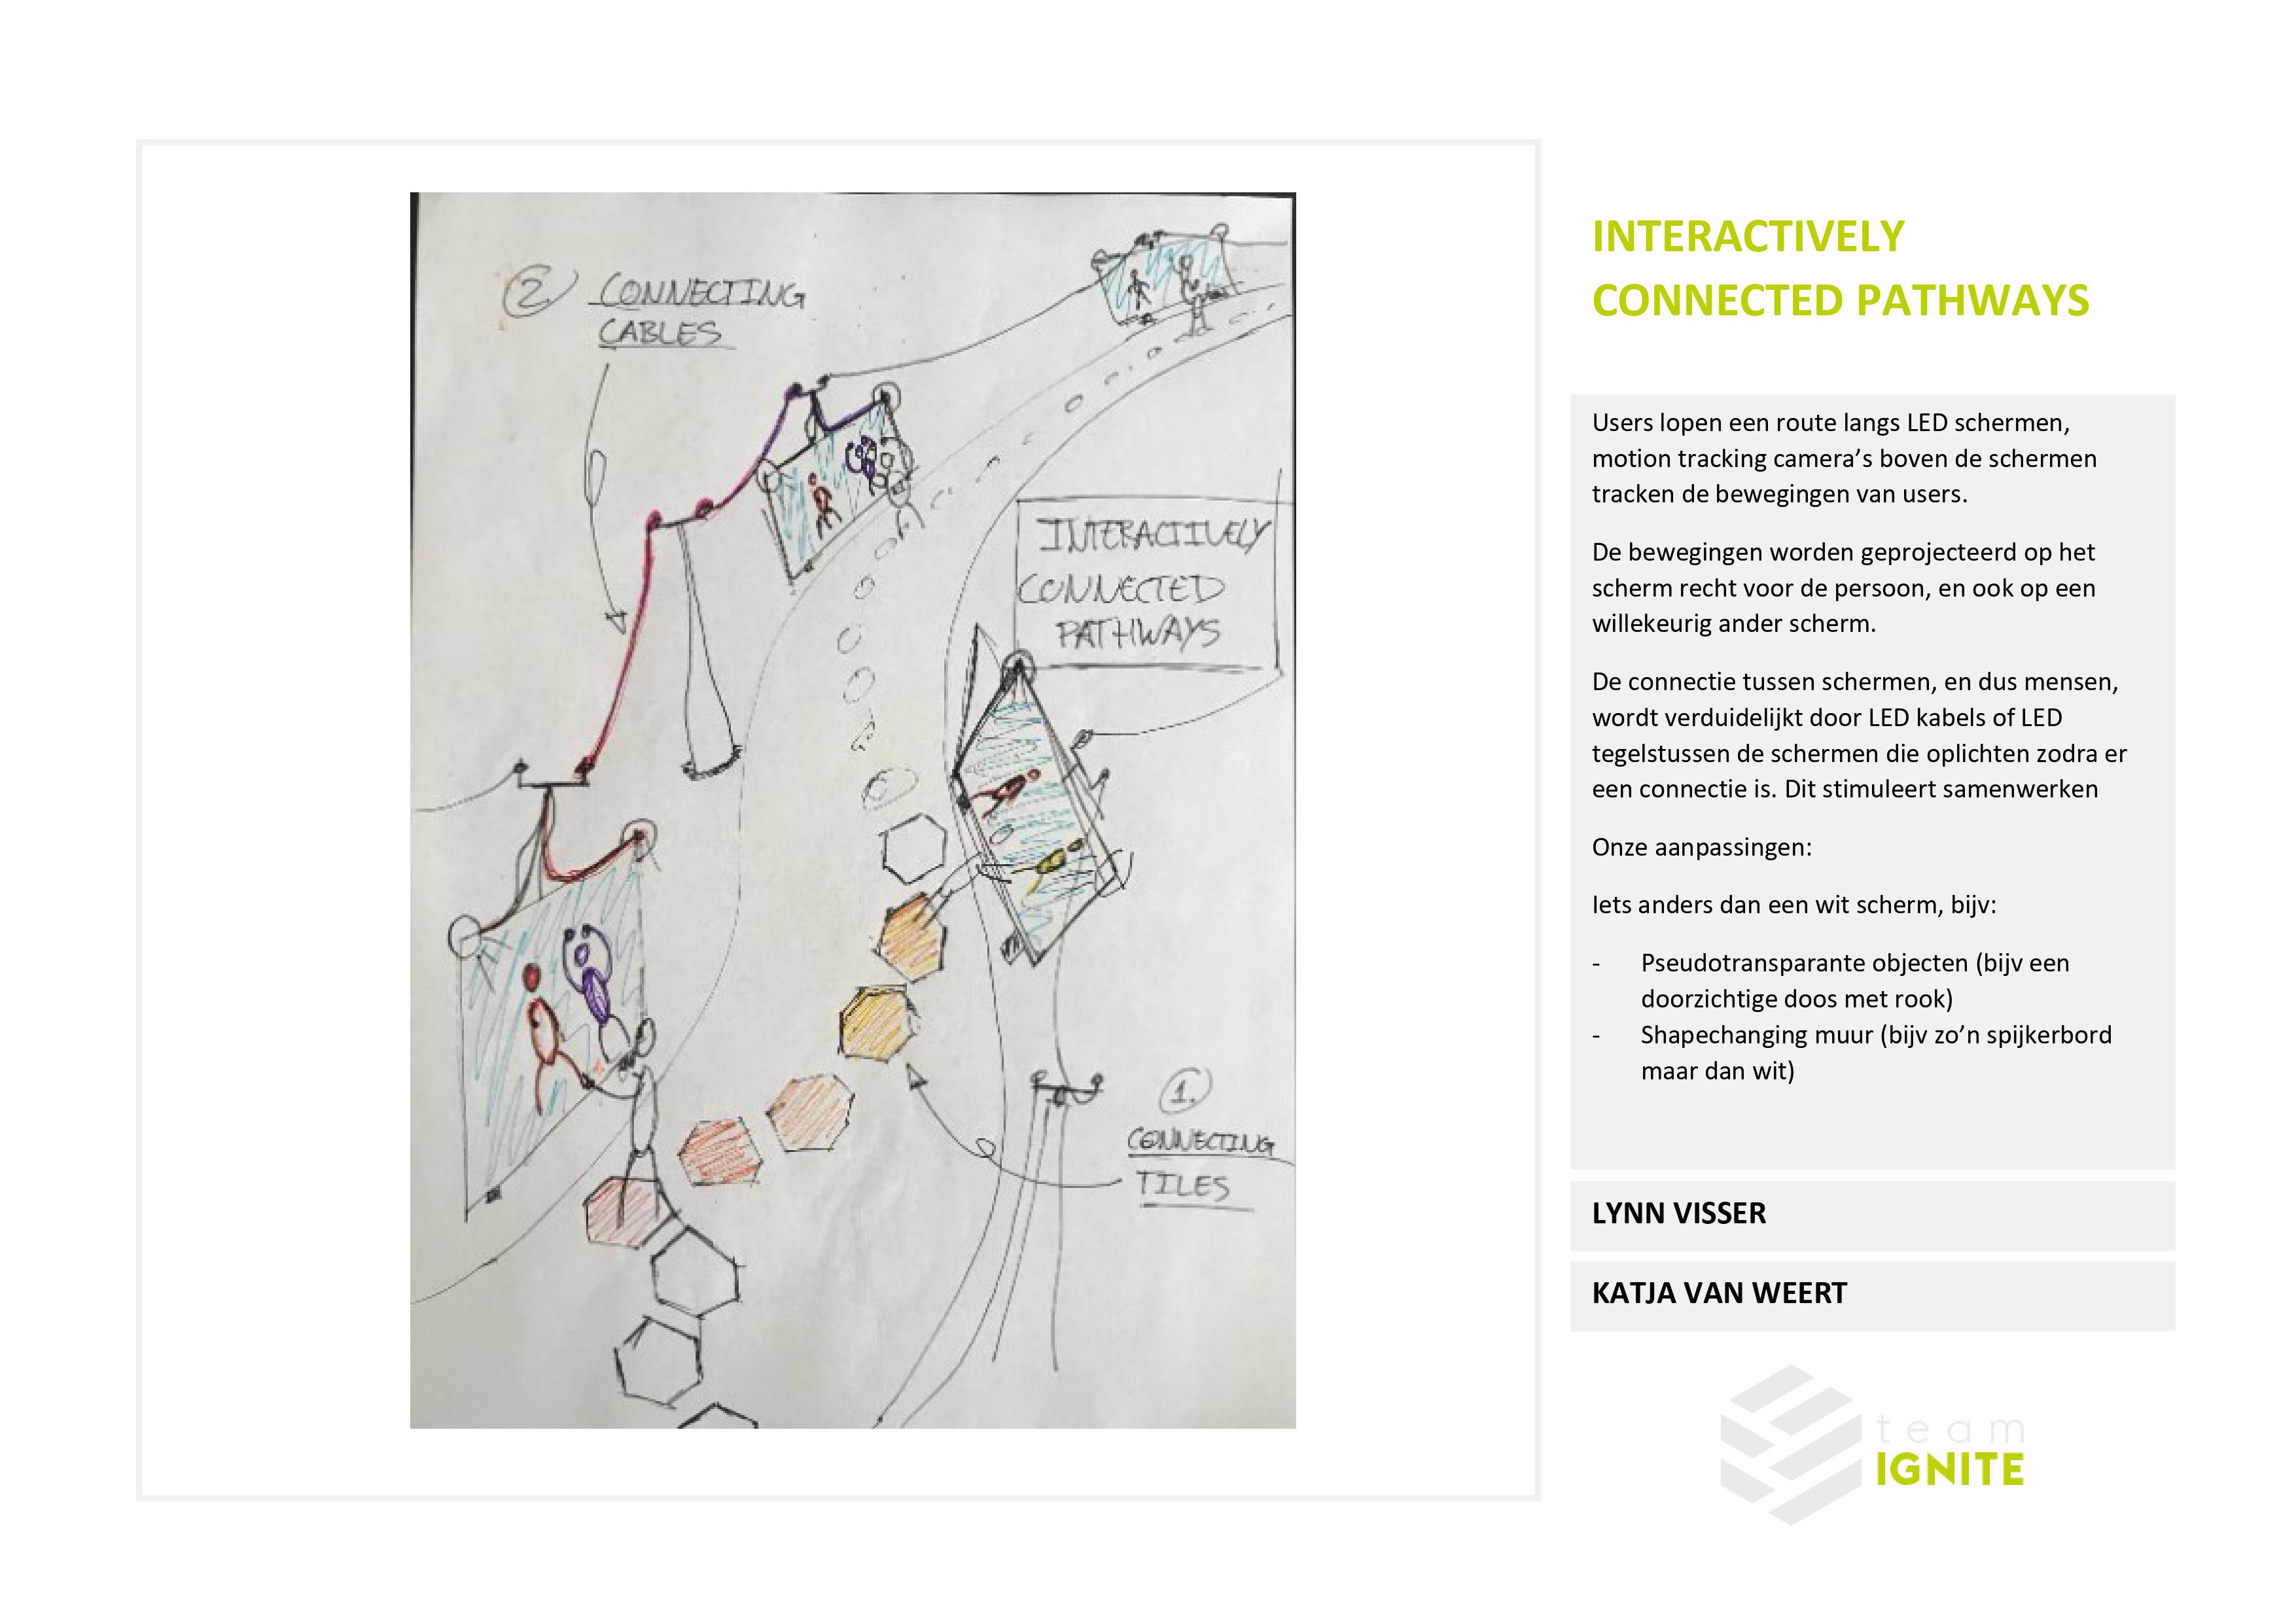 2. CONNECTING
CABLES
INTERACTIVELY
CONNECTED
PATHWAYS
1.
CONNECTING
TILES
INTERACTIVELY
CONNECTED PATHWAYS
Users lopen een route langs LED schermen,
motion tracking camera's boven de schermen
tracken de bewegingen van users.
De bewegingen worden geprojecteerd op het
scherm recht voor de persoon, en ook op een
willekeurig ander scherm.
De connectie tussen schermen, en dus mensen,
wordt verduidelijkt door LED kabels of LED
tegelstussen de schermen die oplichten zodra er
een connectie is. Dit stimuleert samenwerken
Onze aanpassingen:
Iets anders dan een wit scherm, bijv:
- Pseudotransparante objecten (bijv een
doorzichtige doos met rook)
- Shapechanging muur (bijv zo'n spijkerbord
maar dan wit)
LYNN VISSER
KATJA VAN WEERT
team
IGNITE